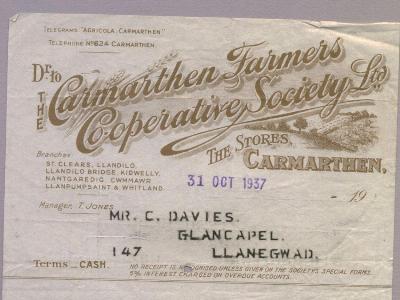 TELEGRAMS "AGRICOLA, CARMARTHEN"
TELEPHONE Nº 624 CARMARTHEN.
Dr. to
THE Carmarthen Farmers
Co-operative Society Ltd
THE STORES,
CARMARTHEN,
Branches
ST. CLEARS, LLANDILO,
LLANDILO BRIDGE, KIDWELLY,
NANTGAREDIG CWMMAWR
LLANPUMPSAINT & WHITLAND.
31 OCT 1937
- 19
Manager, T. JONES
MR. C. DAVIES.
GLANCAPEL.
147 LLANEGWAD.
Terms CASH. NO RECEIPT IS RECOGNISED UNLESS GIVEN ON THE SOCIETY'S SPECIAL FORMS.
5% INTEREST CHARGED ON OVERDUE ACCOUNTS.